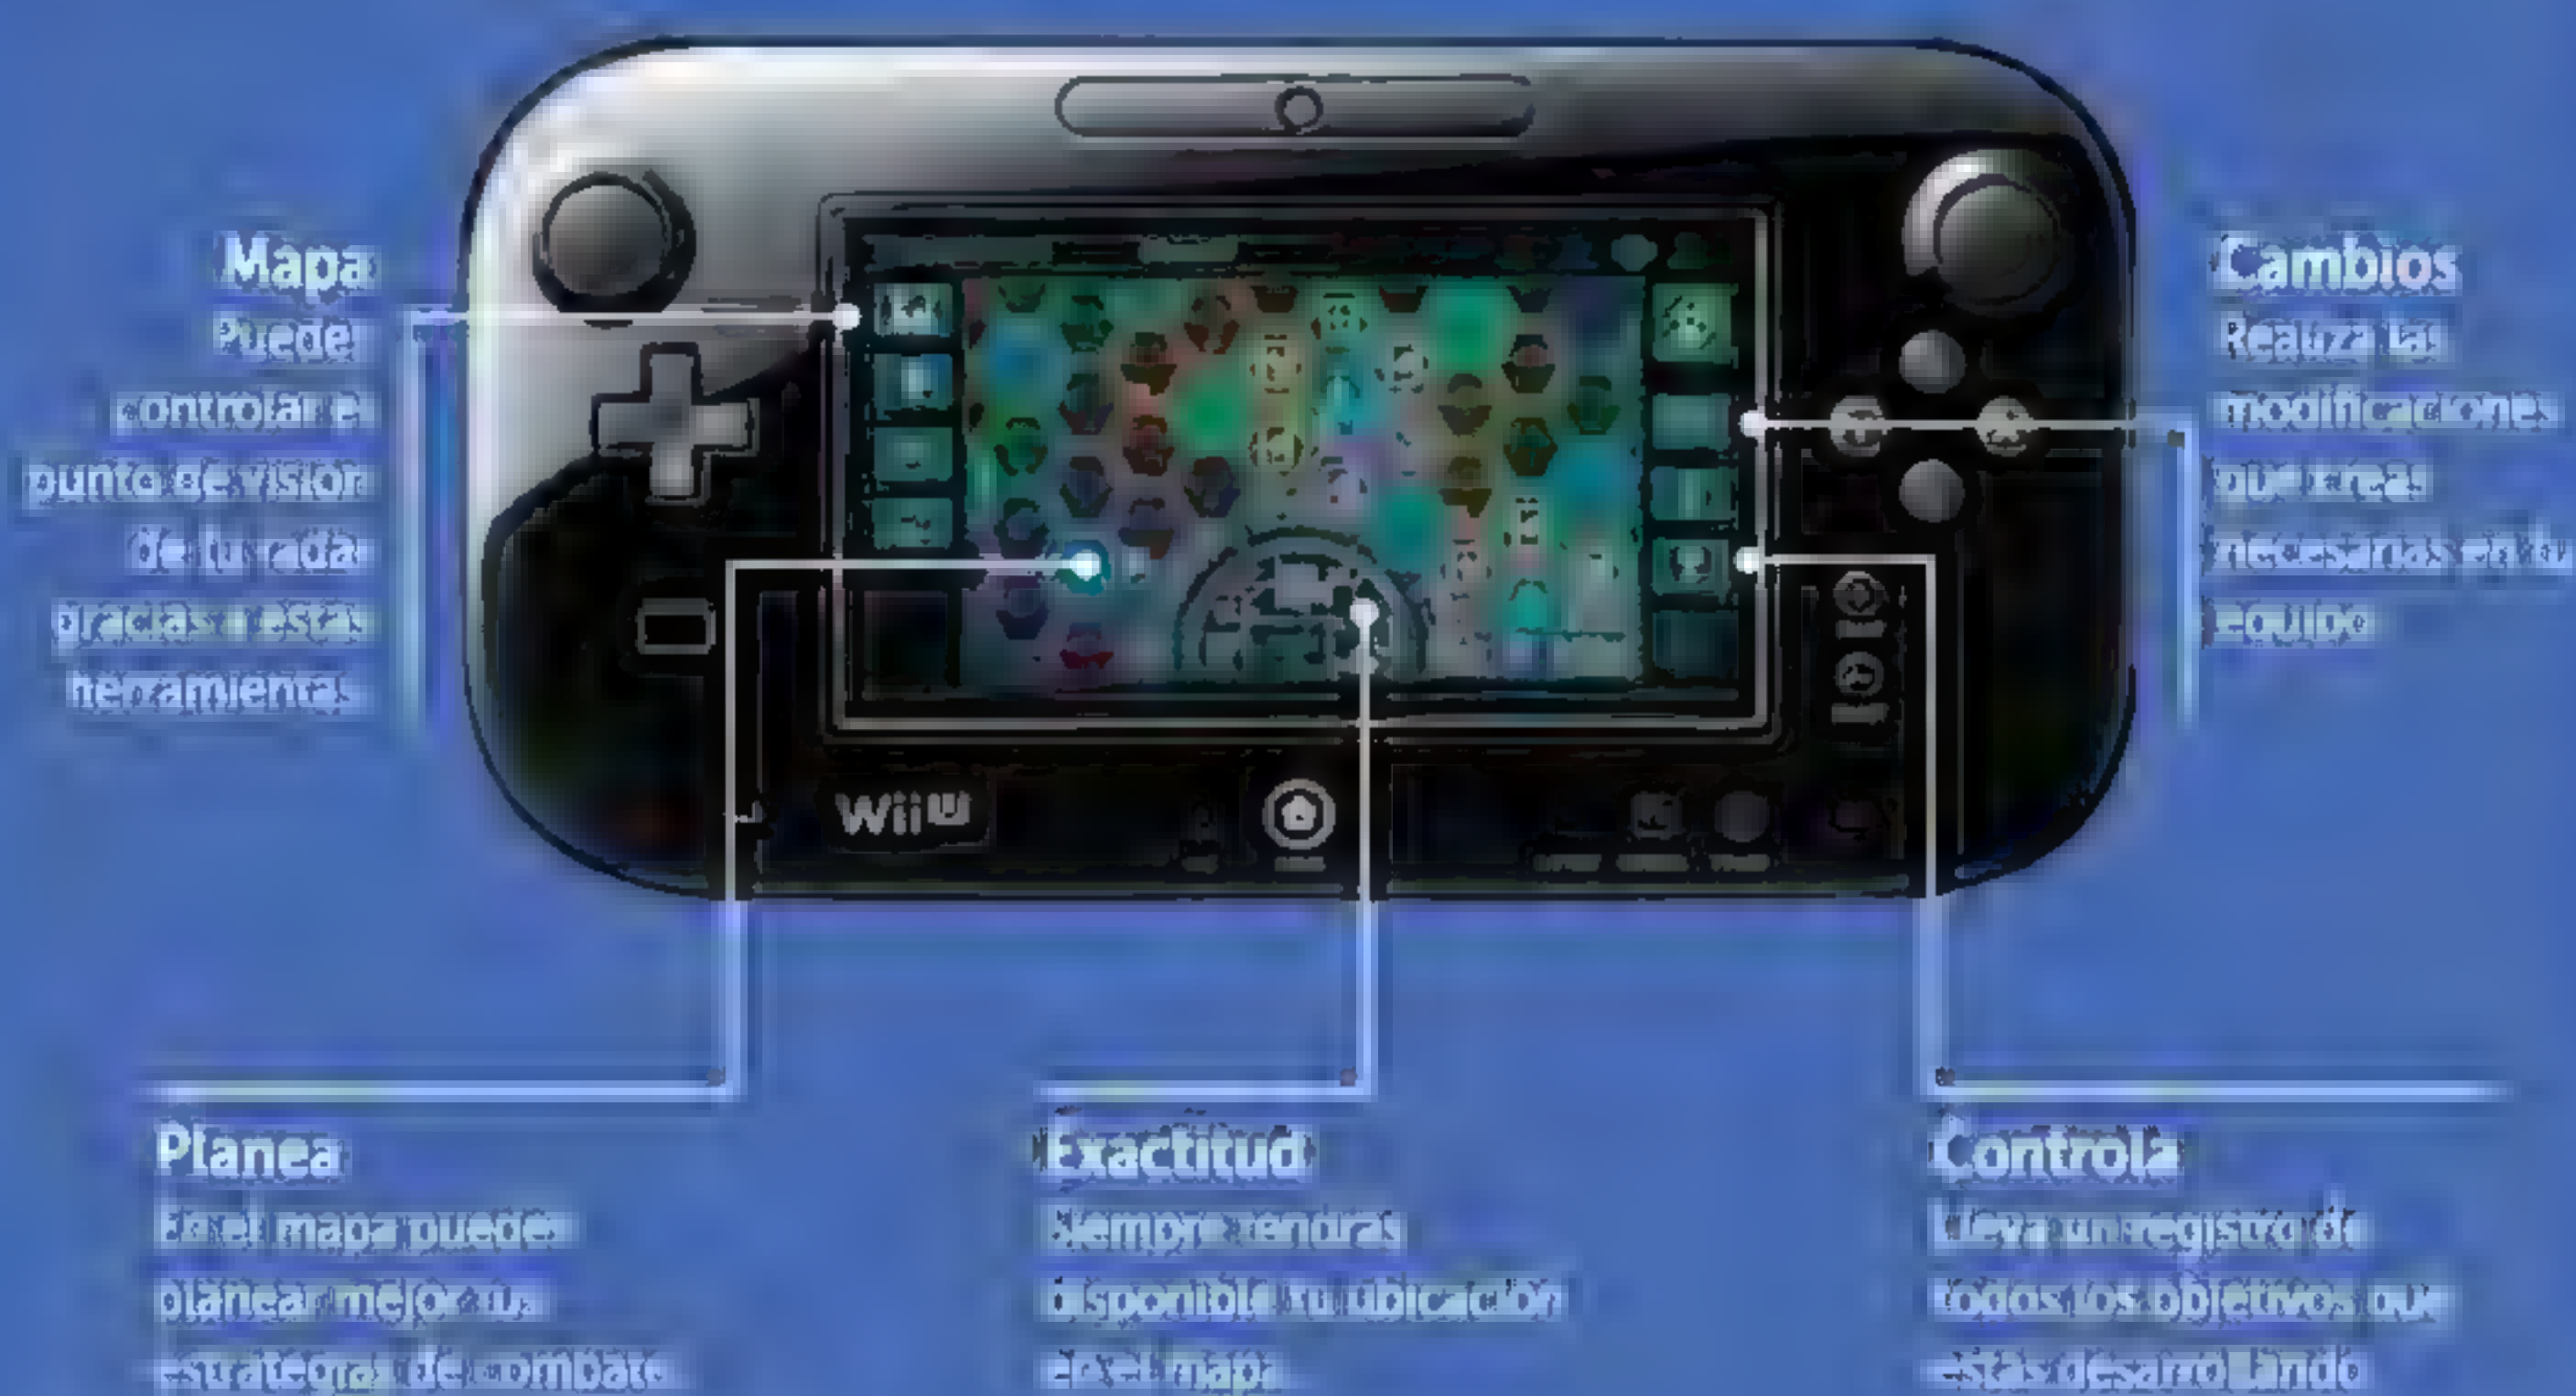 Mapa
Puedes
controlar el
punto de visión
de tu radar
gracias a estas
herramientas
Cambios
Realiza las
modificaciones
que creas
necesarias en tu
equipo
Wii U
Planea
En el mapa puedes
planear mejor tus
estrategias de combate
Exactitud
Siempre tendrás
disponible tu ubicación
en el mapa
Controla
Lleva un registro de
todos los objetivos que
estás desarrollando